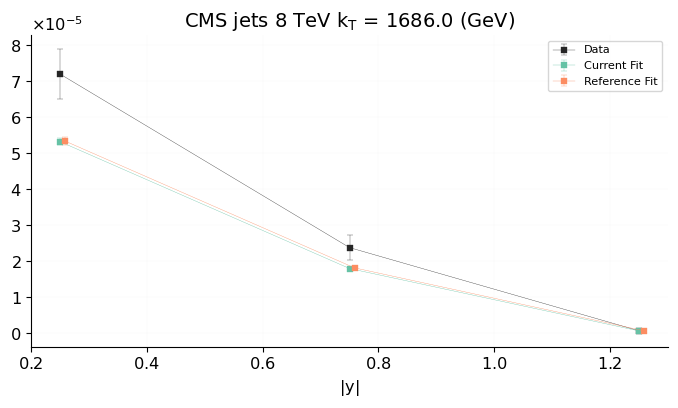 CMS jets 8 TeV k_T = 1686.0 (GeV)
×10⁻⁵
8
7
6
5
4
3
2
1
0
Data
Current Fit
Reference Fit
0.2 0.4 0.6 0.8 1.0 1.2
|y|